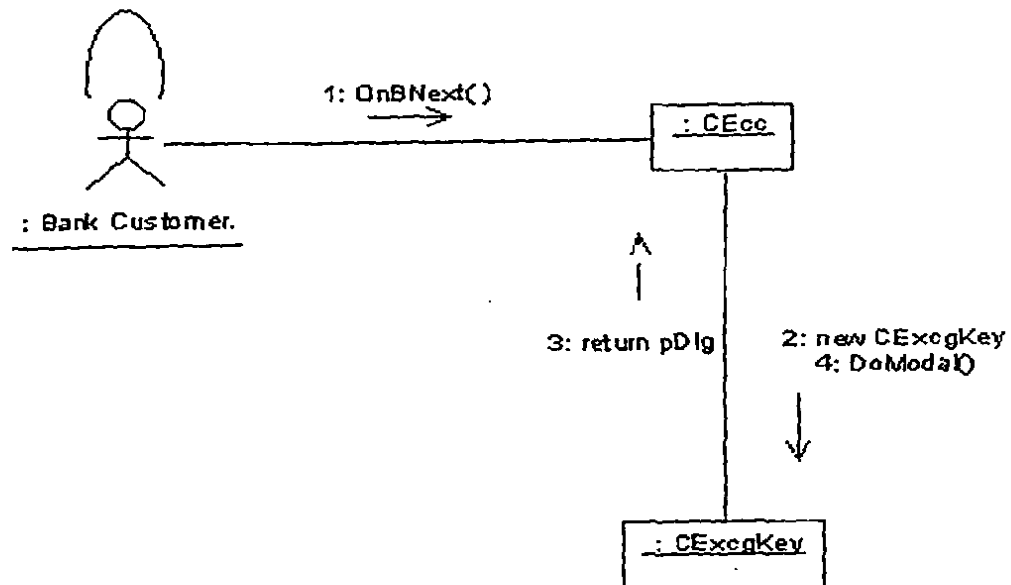 1: OnBNext()
: CEcc
: Bank Customer.
3: return pDlg
2: new CExcgKey
4: DoModal()
: CExcgKey